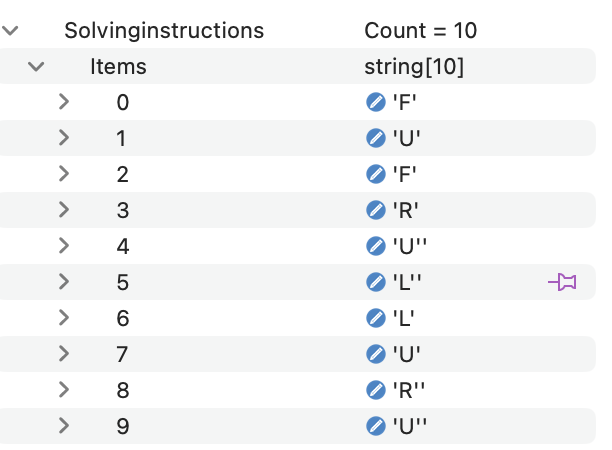 Solvinginstructions Count = 10
Items string[10]
0 'F'
1 'U'
2 'F'
3 'R'
4 'U''
5 'L''
6 'L'
7 'U'
8 'R''
9 'U''